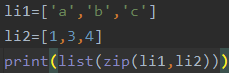 li1=['a','b','c']
li2=[1,3,4]
print(list(zip(li1,li2)))